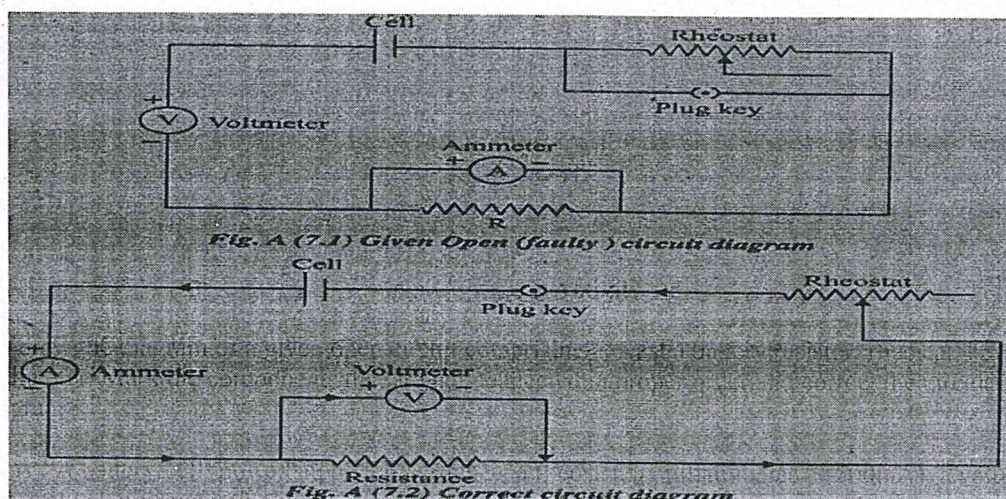 Cell
Rheostat
+
V Voltmeter
−
Plug key
Ammeter
+ A −
R
Fig. A (7.1) Given Open (faulty ) circuit diagram
Cell
Rheostat
Plug key
+
A Ammeter
−
Voltmeter
+ V −
Resistance
Fig. A (7.2) Correct circuit diagram